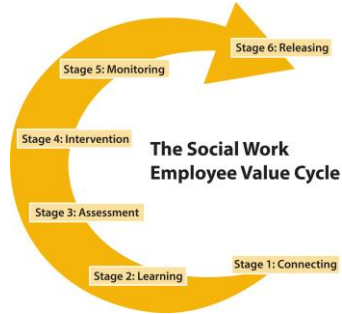 Stage 6: Releasing
Stage 5: Monitoring
Stage 4: Intervention
The Social Work
Employee Value Cycle
Stage 3: Assessment
Stage 2: Learning
Stage 1: Connecting